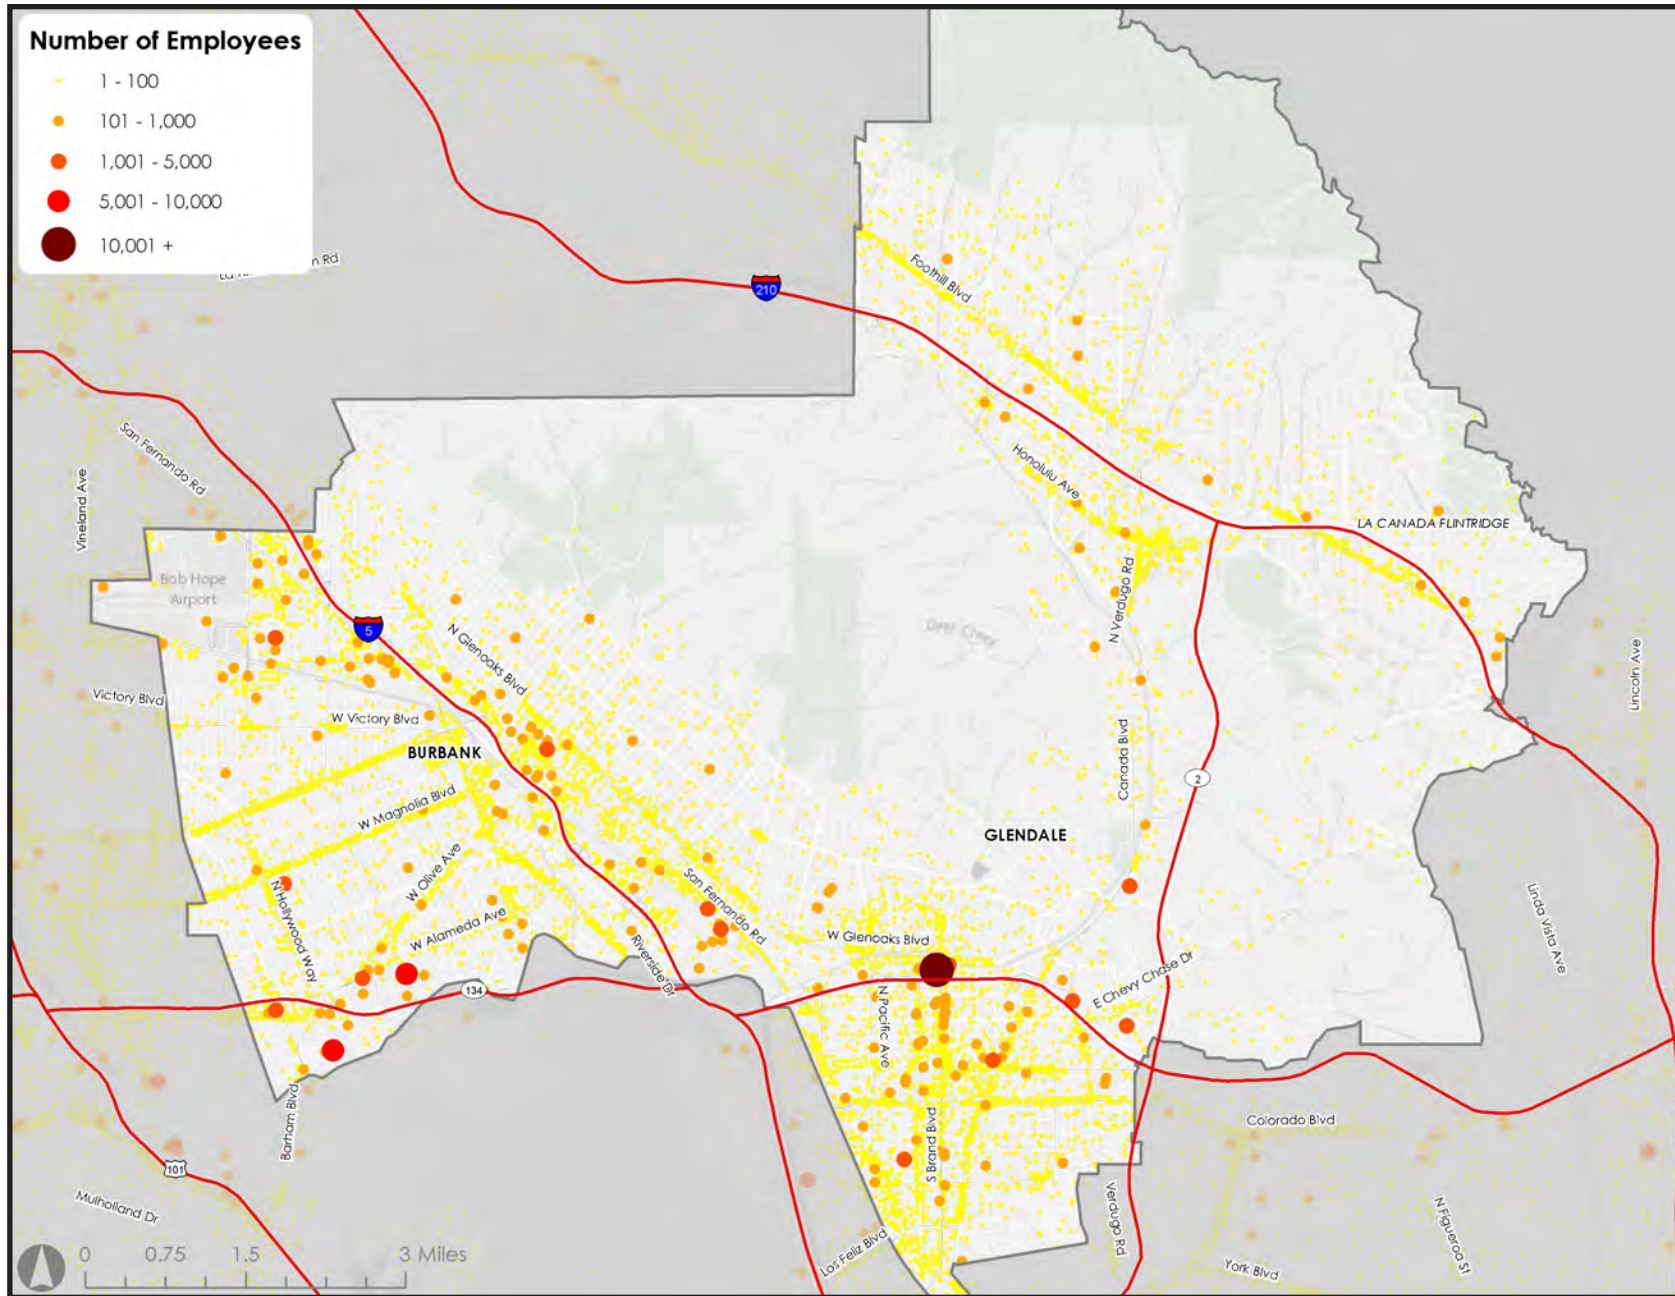 Number of Employees
1 - 100
101 - 1,000
1,001 - 5,000
5,001 - 10,000
10,001 +
n Rd
210
Foothill Blvd
San Fernando Rd
Vineland Ave
Honolulu Ave
LA CANADA FLINTRIDGE
Bob Hope
Airport
5
N Glenoaks Blvd
N Verdugo Rd
Deer Creek
Lincoln Ave
Victory Blvd
W Victory Blvd
BURBANK
Canada Blvd
2
W Magnolia Blvd
GLENDALE
W Olive Ave
N Hollywood Way
San Fernando Rd
W Alameda Ave
W Glenoaks Blvd
Linda Vista Ave
Riverside Dr
E Chevy Chase Dr
134
N Pacific Ave
Barham Blvd
S Brand Blvd
Colorado Blvd
101
Mulholland Dr
Verdugo Rd
N Figueroa St
Los Feliz Blvd
York Blvd
0 0.75 1.5 3 Miles